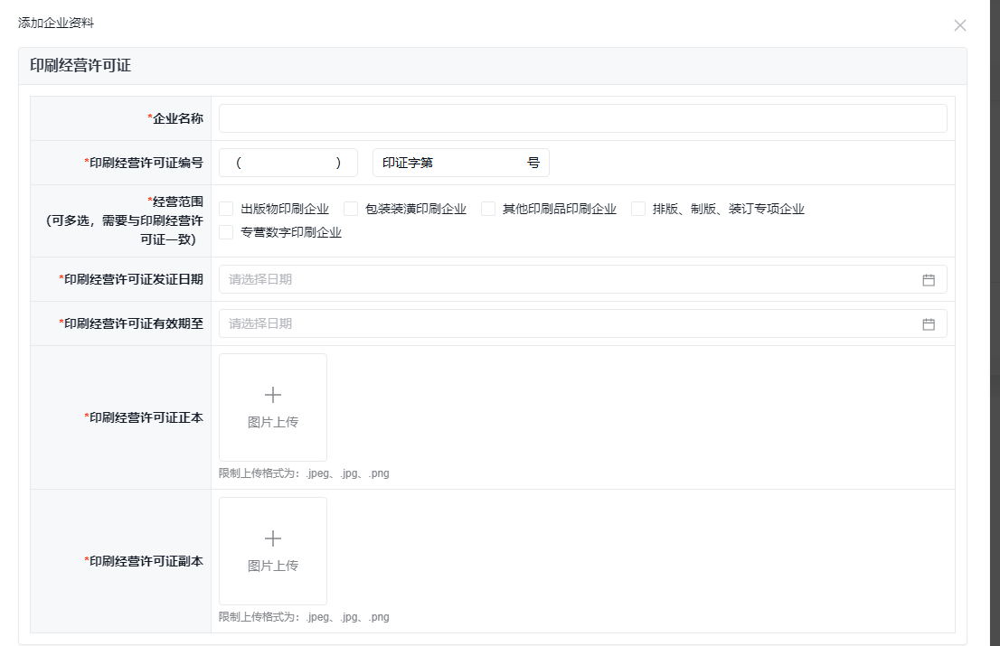 添加企业资料
印刷经营许可证
*企业名称
*印刷经营许可证编号 （ ） 印证字第 号
*经营范围
（可多选，需要与印刷经营许
可证一致）
出版物印刷企业 包装装潢印刷企业 其他印刷品印刷企业 排版、制版、装订专项企业
专营数字印刷企业
*印刷经营许可证发证日期 请选择日期
*印刷经营许可证有效期至 请选择日期
*印刷经营许可证正本
图片上传
限制上传格式为：.jpeg、.jpg、.png
*印刷经营许可证副本
图片上传
限制上传格式为：.jpeg、.jpg、.png